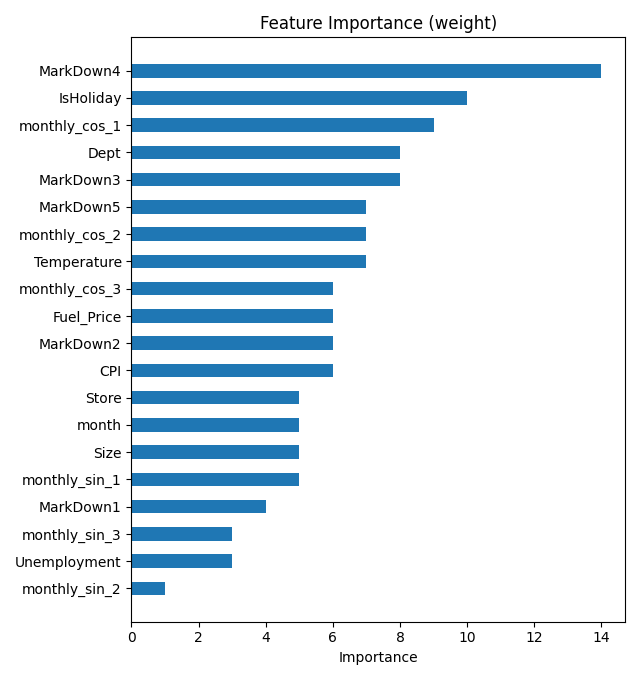 Feature Importance (weight)
MarkDown4
IsHoliday
monthly_cos_1
Dept
MarkDown3
MarkDown5
monthly_cos_2
Temperature
monthly_cos_3
Fuel_Price
MarkDown2
CPI
Store
month
Size
monthly_sin_1
MarkDown1
monthly_sin_3
Unemployment
monthly_sin_2
0 2 4 6 8 10 12 14
Importance